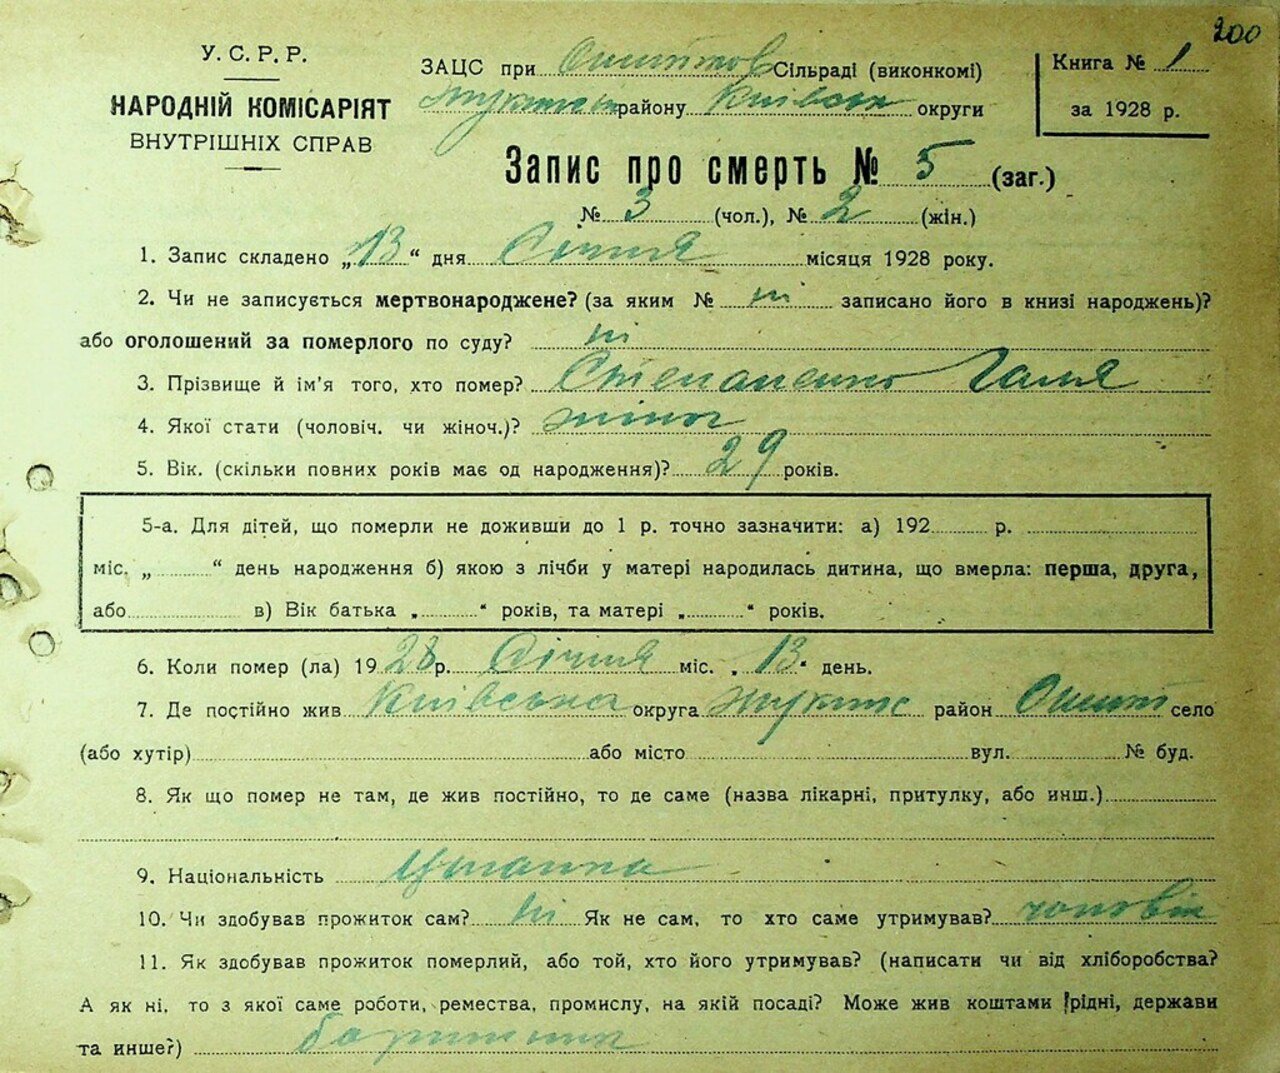 200
У. С. Р. Р.
НАРОДНІЙ КОМІСАРІЯТ
ВНУТРІШНІХ СПРАВ
ЗАЦС при Сільраді (виконкомі)
району Київськ округи
Книга № 1
за 1928 р.
Запис про смерть № 5 (заг.)
№ 3 (чол.), № 2 (жін.)
1. Запис складено „13“ дня Січня місяця 1928 року.
2. Чи не записується мертвонароджене? (за яким № ні записано його в книзі народжень)?
або оголошений за померлого по суду? ні
3. Прізвище й ім’я того, хто помер? Степаненко Галя
4. Якої стати (чоловіч. чи жіноч.)? жіноч
5. Вік. (скільки повних років має од народження)? 29 років.
5-а. Для дітей, що померли не доживши до 1 р. точно зазначити: а) 192 р.
міс. „ “ день народження б) якою з лічби у матері народилась дитина, що вмерла: перша, друга,
або в) Вік батька „ “ років, та матері „ “ років.
6. Коли помер (ла) 1928 р. Січня міс. „13“ день.
7. Де постійно жив Київська округа район село
(або хутір) або місто вул. № буд.
8. Як що помер не там, де жив постійно, то де саме (назва лікарні, притулку, або инш.)
9. Національність Циганка
10. Чи здобував прожиток сам? Ні Як не сам, то хто саме утримував? чоловік
11. Як здобував прожиток померлий, або той, хто його утримував? (написати чи від хліборобства?
А як ні, то з якої саме роботи, ремества, промислу, на якій посаді? Може жив коштами рідні, держави
та инше?)